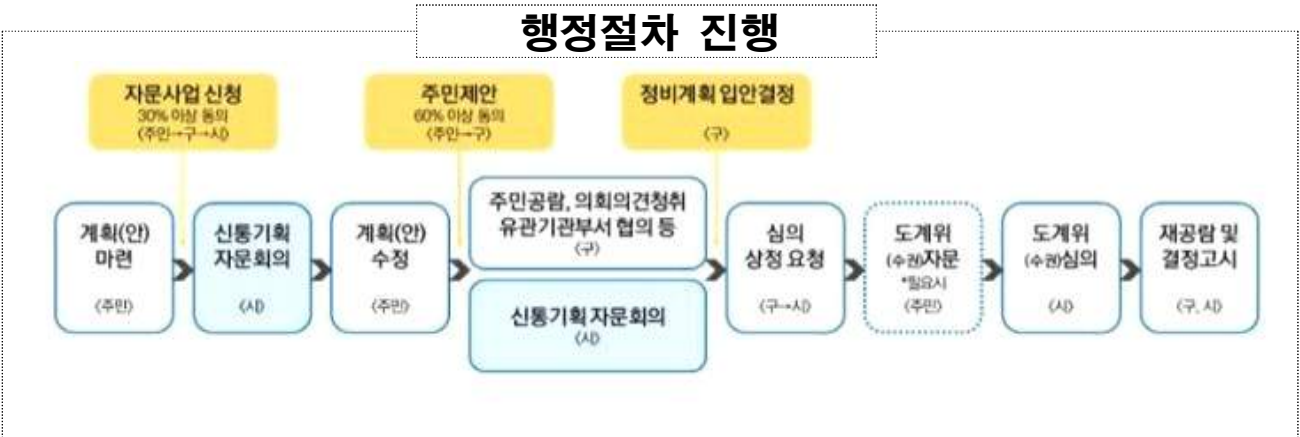 행정절차 진행
자문사업 신청
30% 이상 동의
(주민→구→시)
주민제안
60% 이상 동의
(주민→구)
정비계획 입안결정
(구)
계획(안)
마련
(주민)
신통기획
자문회의
(시)
계획(안)
수정
(주민)
주민공람, 의회의견청취
유관기관부서 협의 등
(구)
신통기획 자문회의
(시)
심의
상정 요청
(구→시)
도계위
(수권)자문
*필요시
(주민)
도계위
(수권)심의
(시)
재공람 및
결정고시
(구, 시)